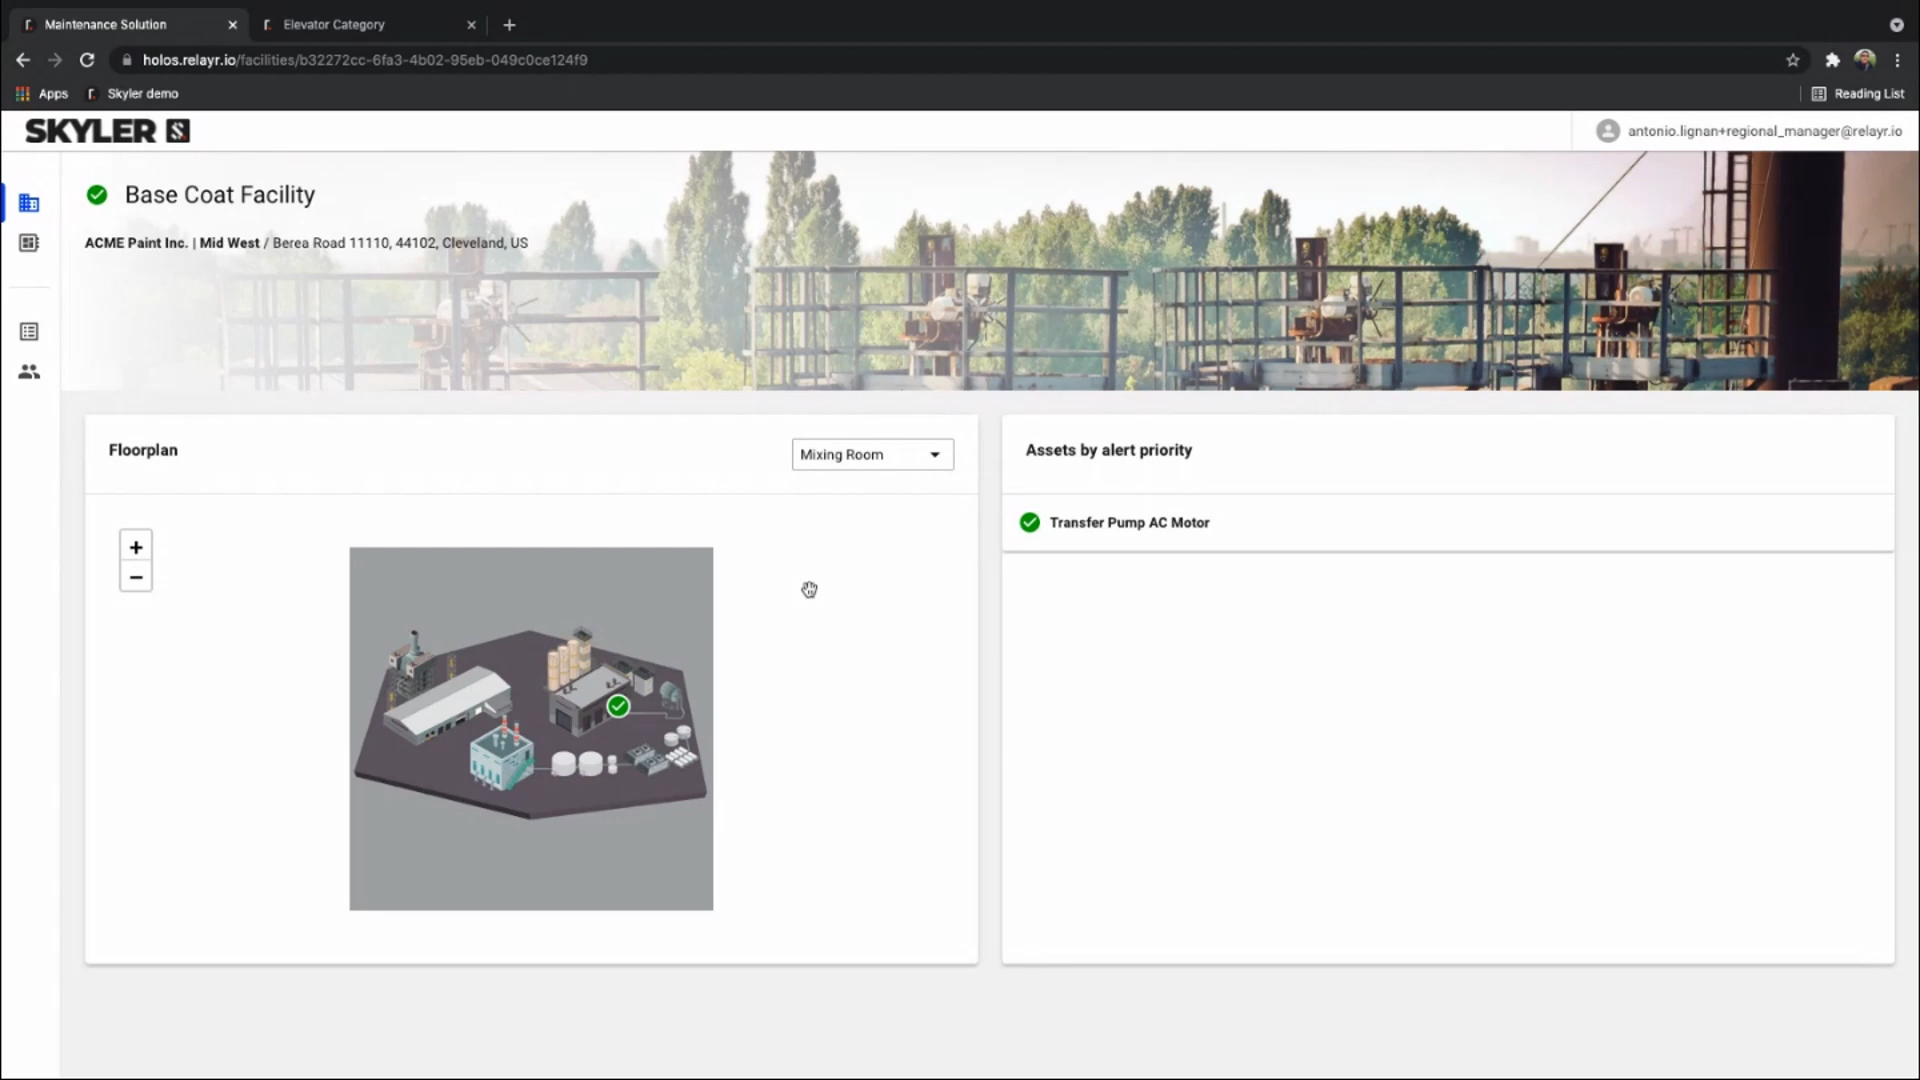 Maintenance Solution
Elevator Category
holos.relayr.io/facilities/b32272cc-6fa3-4b02-95eb-049c0ce124f9
Apps
Skyler demo
Reading List
SKYLER S
antonio.lignan+regional_manager@relayr.io
Base Coat Facility
ACME Paint Inc. | Mid West / Berea Road 11110, 44102, Cleveland, US
Floorplan
Mixing Room
Assets by alert priority
+
−
Transfer Pump AC Motor